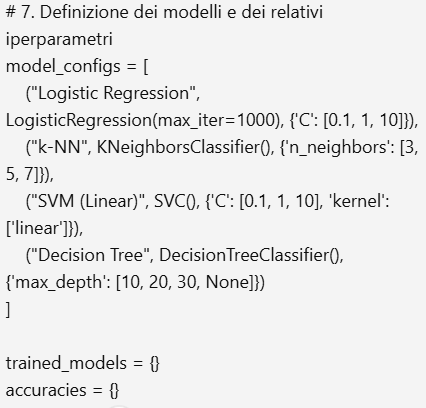 # 7. Definizione dei modelli e dei relativi
iperparametri
model_configs = [
    ("Logistic Regression",
LogisticRegression(max_iter=1000), {'C': [0.1, 1, 10]}),
    ("k-NN", KNeighborsClassifier(), {'n_neighbors': [3,
5, 7]}),
    ("SVM (Linear)", SVC(), {'C': [0.1, 1, 10], 'kernel':
['linear']}),
    ("Decision Tree", DecisionTreeClassifier(),
{'max_depth': [10, 20, 30, None]})
]

trained_models = {}
accuracies = {}